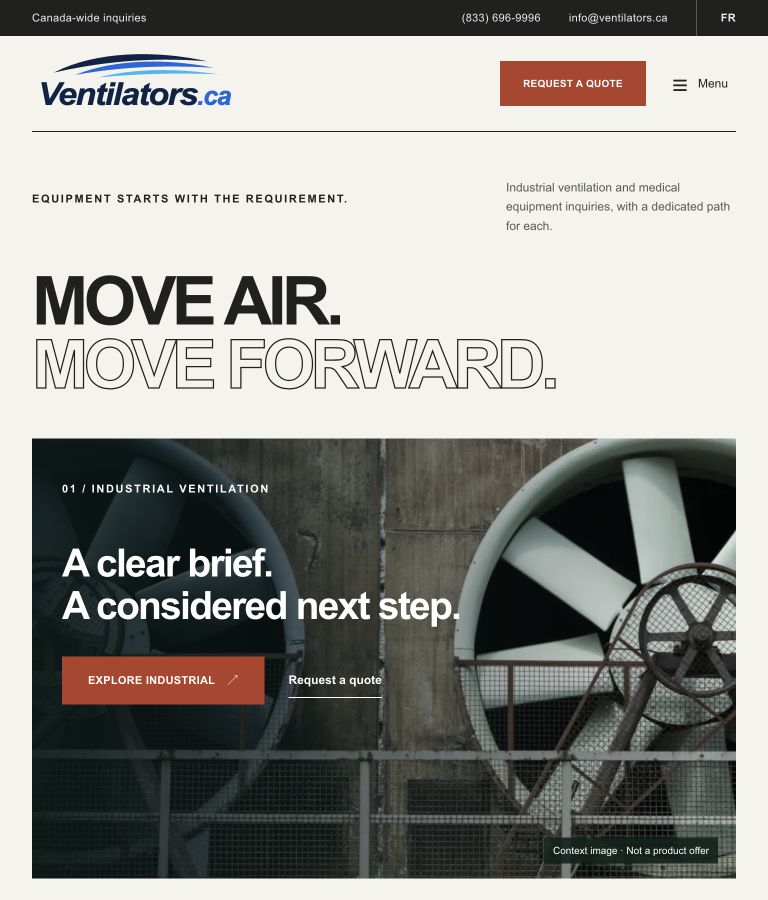 Canada-wide inquiries
(833) 696-9996
info@ventilators.ca
FR
Ventilators.ca
REQUEST A QUOTE
Menu
EQUIPMENT STARTS WITH THE REQUIREMENT.
Industrial ventilation and medical
equipment inquiries, with a dedicated path
for each.
MOVE AIR.
MOVE FORWARD.
01 / INDUSTRIAL VENTILATION
A clear brief.
A considered next step.
EXPLORE INDUSTRIAL
Request a quote
Context image · Not a product offer